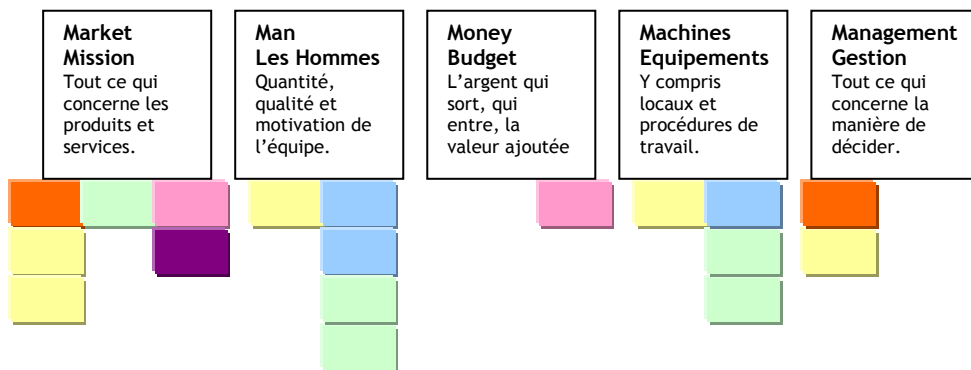 Market
Mission
Tout ce qui
concerne les
produits et
services.
Man
Les Hommes
Quantité,
qualité et
motivation de
l’équipe.
Money
Budget
L’argent qui
sort, qui
entre, la
valeur ajoutée
Machines
Equipements
Y compris
locaux et
procédures de
travail.
Management
Gestion
Tout ce qui
concerne la
manière de
décider.